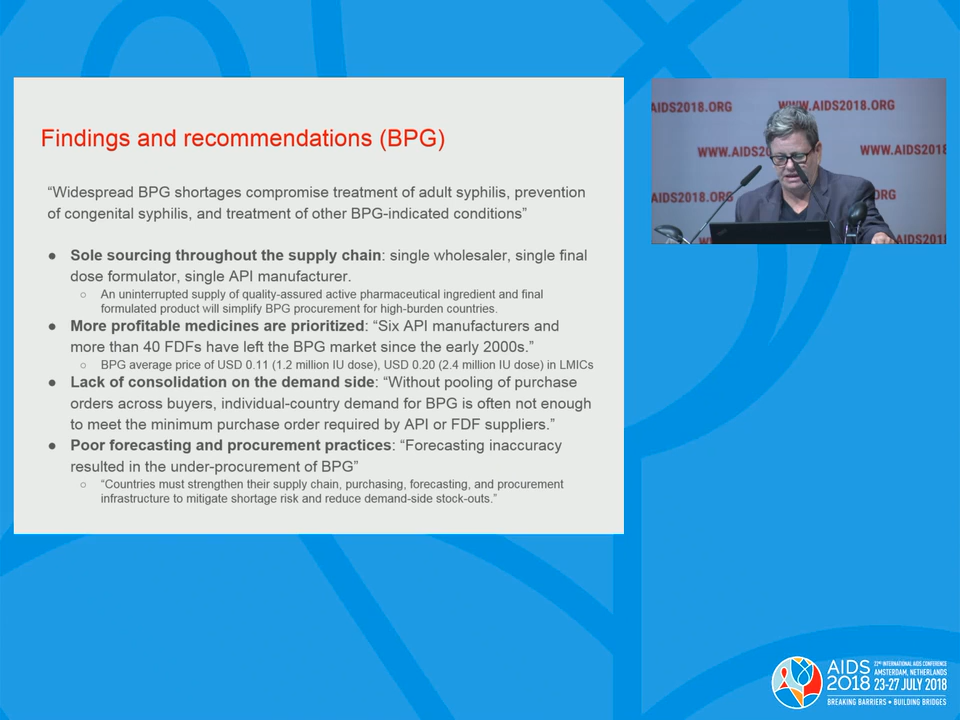 Findings and recommendations (BPG)
“Widespread BPG shortages compromise treatment of adult syphilis, prevention
of congenital syphilis, and treatment of other BPG-indicated conditions”
● Sole sourcing throughout the supply chain: single wholesaler, single final
dose formulator, single API manufacturer.
○ An uninterrupted supply of quality-assured active pharmaceutical ingredient and final
formulated product will simplify BPG procurement for high-burden countries.
● More profitable medicines are prioritized: “Six API manufacturers and
more than 40 FDFs have left the BPG market since the early 2000s.”
○ BPG average price of USD 0.11 (1.2 million IU dose), USD 0.20 (2.4 million IU dose) in LMICs
● Lack of consolidation on the demand side: “Without pooling of purchase
orders across buyers, individual-country demand for BPG is often not enough
to meet the minimum purchase order required by API or FDF suppliers.”
● Poor forecasting and procurement practices: “Forecasting inaccuracy
resulted in the under-procurement of BPG”
○ “Countries must strengthen their supply chain, purchasing, forecasting, and procurement
infrastructure to mitigate shortage risk and reduce demand-side stock-outs.”
AIDS2018.ORG
WWW.AIDS2018.ORG
WWW.AIDS20
WWW.AIDS2018
AIDS2018.ORG
ORG
AIDS2018
AIDS
2018
22ND INTERNATIONAL AIDS CONFERENCE
AMSTERDAM, NETHERLANDS
23-27 JULY 2018
BREAKING BARRIERS • BUILDING BRIDGES